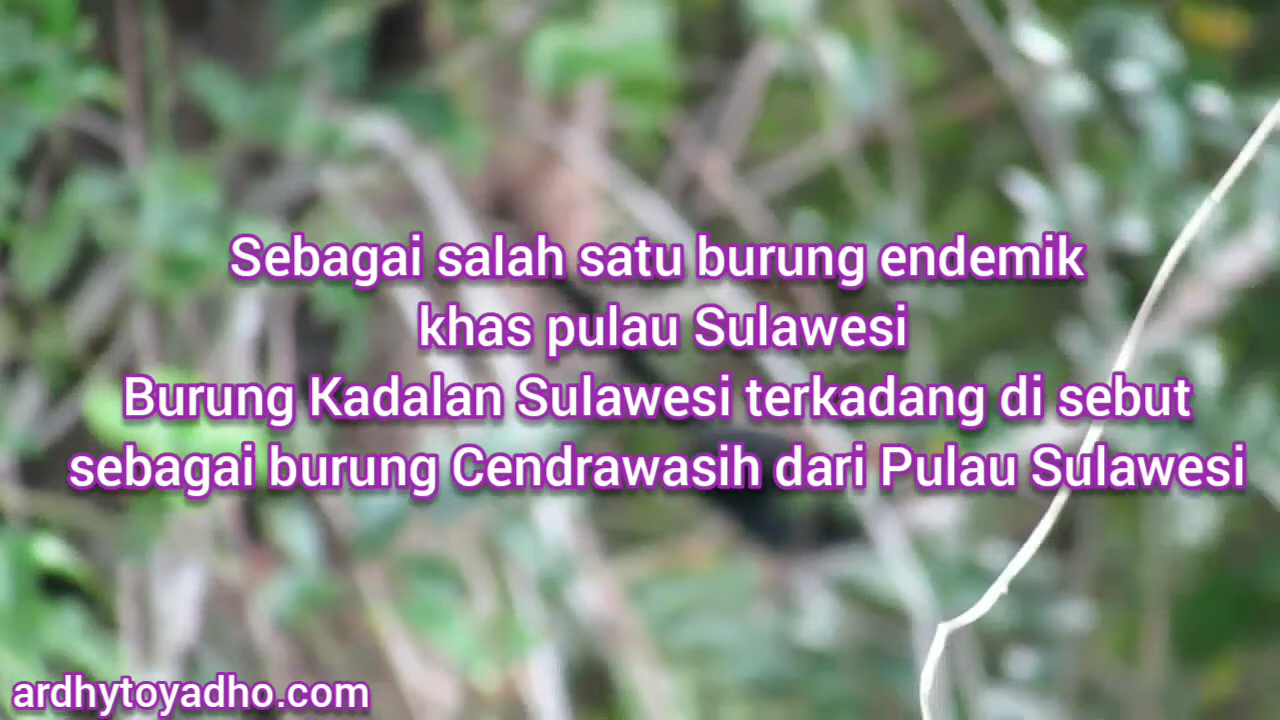 Sebagai salah satu burung endemik
khas pulau Sulawesi
Burung Kadalan Sulawesi terkadang di sebut
sebagai burung Cendrawasih dari Pulau Sulawesi
ardhytoyadho.com